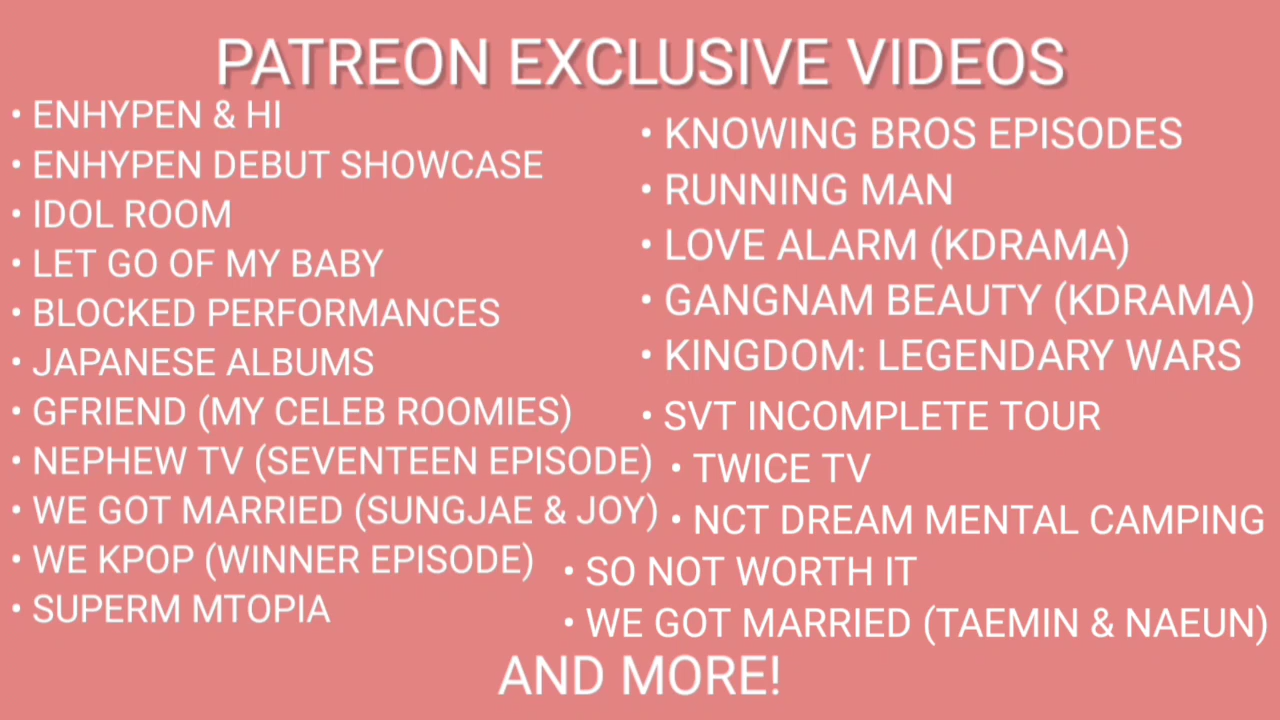 PATREON EXCLUSIVE VIDEOS
• ENHYPEN & HI
• ENHYPEN DEBUT SHOWCASE
• IDOL ROOM
• LET GO OF MY BABY
• BLOCKED PERFORMANCES
• JAPANESE ALBUMS
• GFRIEND (MY CELEB ROOMIES)
• NEPHEW TV (SEVENTEEN EPISODE)
• WE GOT MARRIED (SUNGJAE & JOY)
• WE KPOP (WINNER EPISODE)
• SUPERM MTOPIA
• KNOWING BROS EPISODES
• RUNNING MAN
• LOVE ALARM (KDRAMA)
• GANGNAM BEAUTY (KDRAMA)
• KINGDOM: LEGENDARY WARS
• SVT INCOMPLETE TOUR
• TWICE TV
• NCT DREAM MENTAL CAMPING
• SO NOT WORTH IT
• WE GOT MARRIED (TAEMIN & NAEUN)
AND MORE!